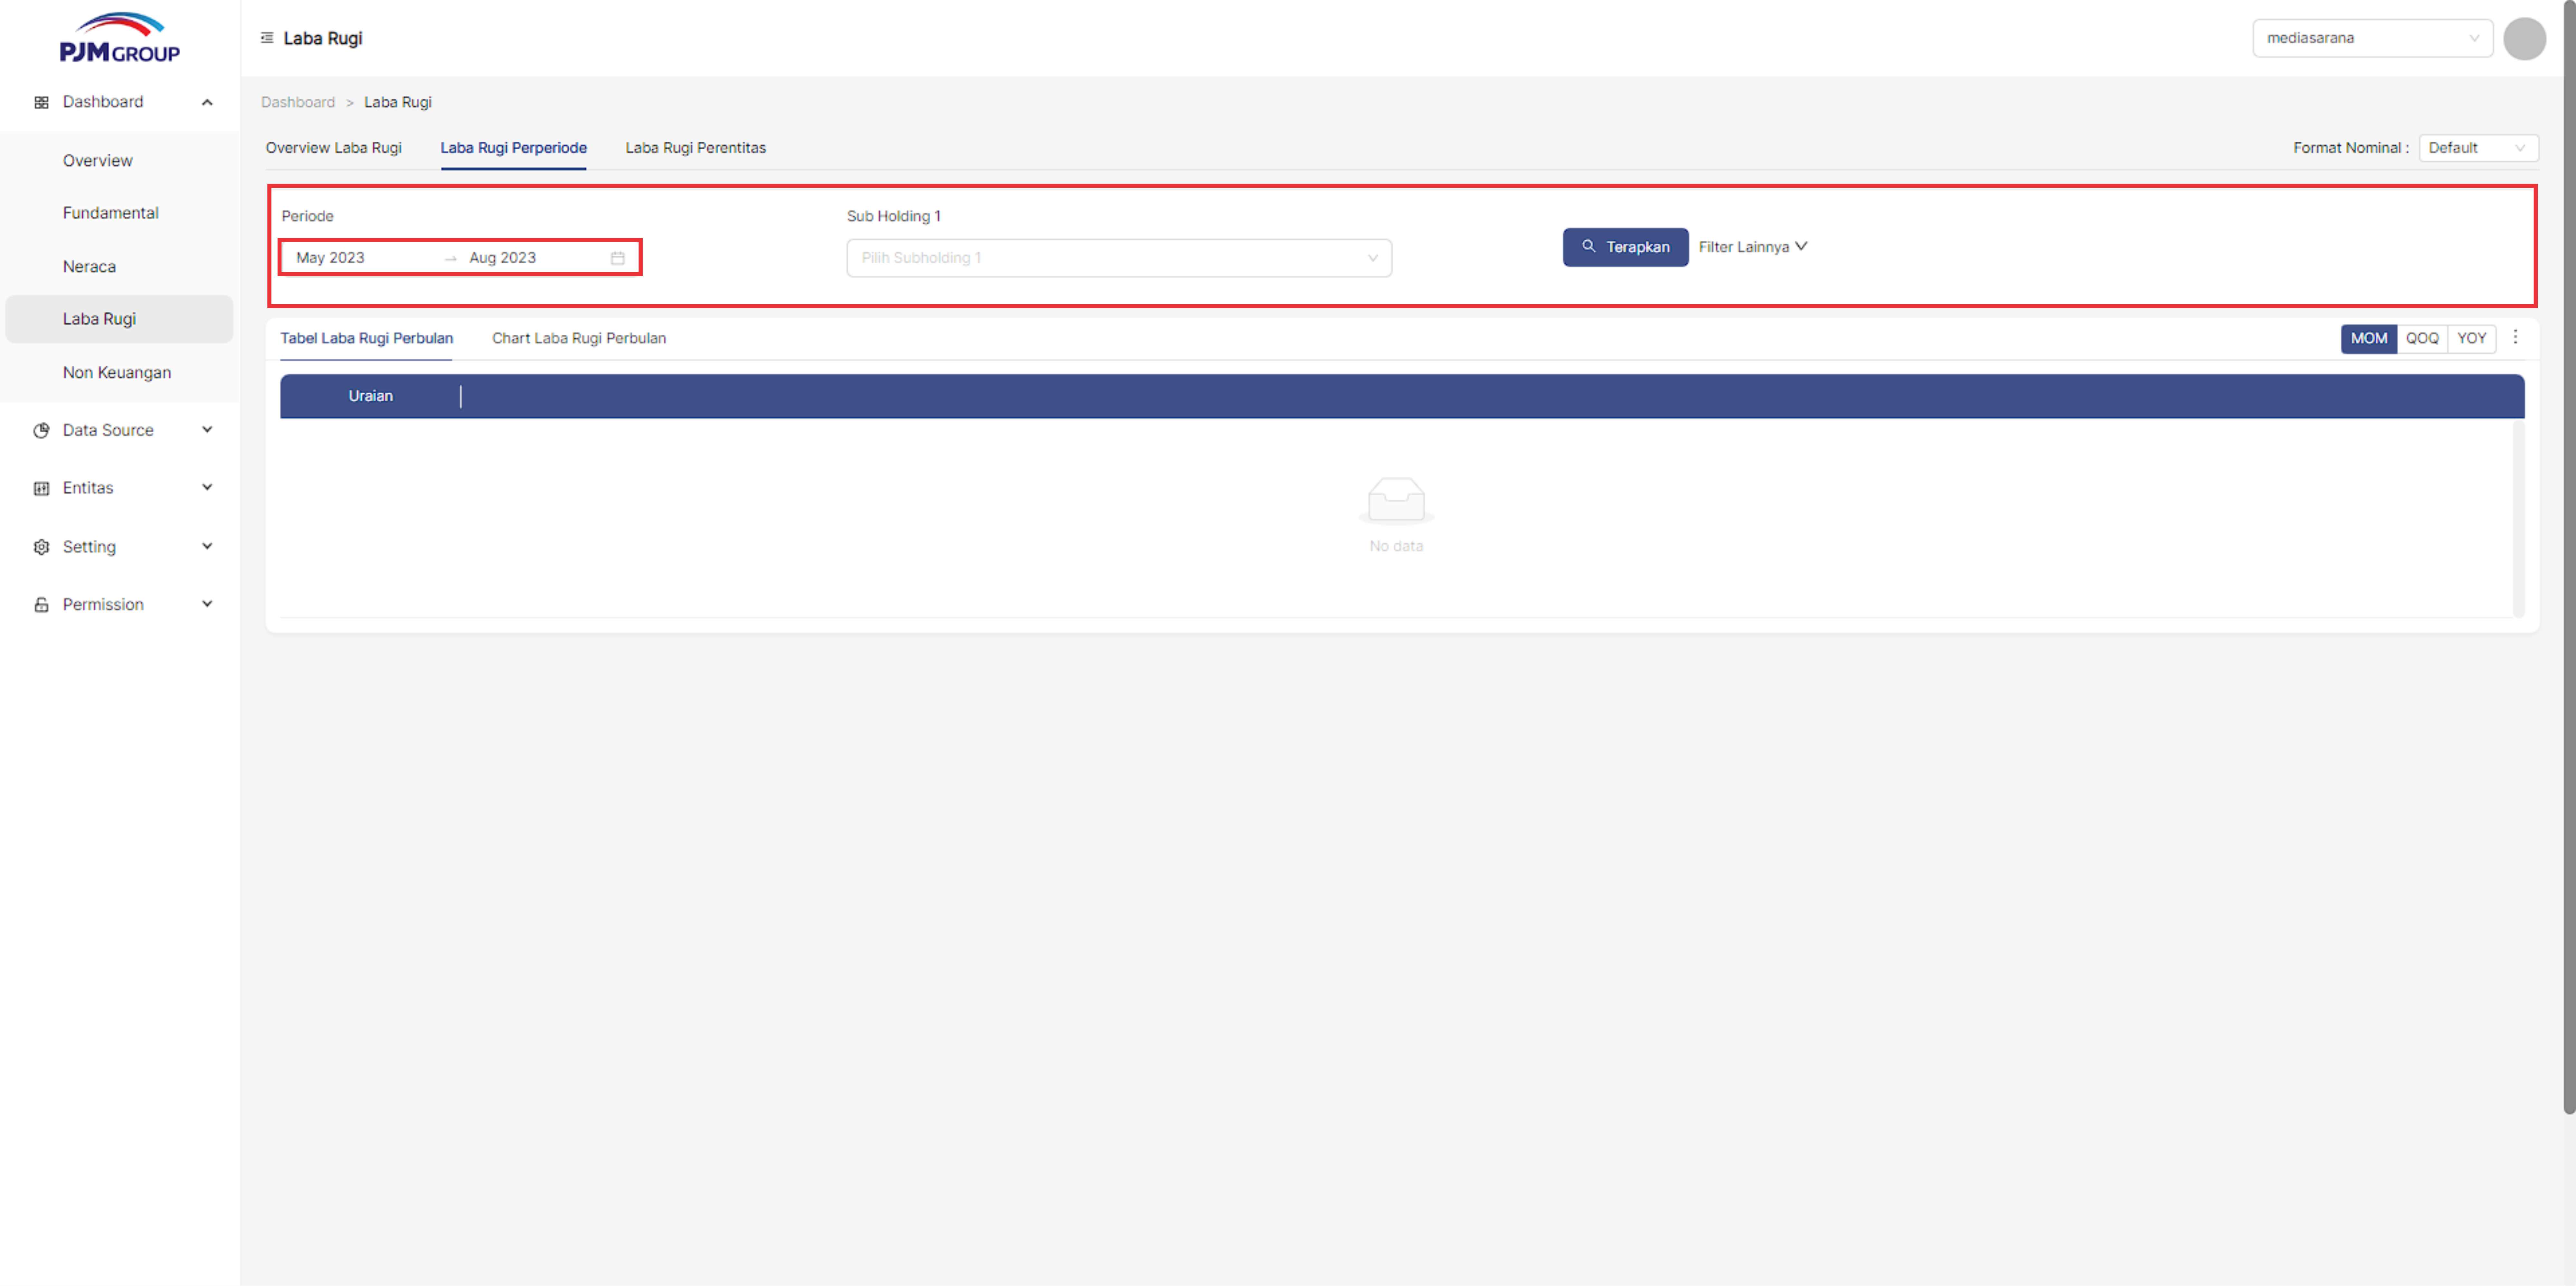 PJM GROUP
Laba Rugi
mediasarana
Dashboard
Overview
Fundamental
Neraca
Laba Rugi
Non Keuangan
Data Source
Entitas
Setting
Permission
Dashboard > Laba Rugi
Overview Laba Rugi Laba Rugi Perperiode Laba Rugi Perentitas
Format Nominal : Default
Periode
May 2023 → Aug 2023
Sub Holding 1
Pilih Subholding 1
Terapkan
Filter Lainnya
Tabel Laba Rugi Perbulan Chart Laba Rugi Perbulan
MOM QOQ YOY
Uraian
No data